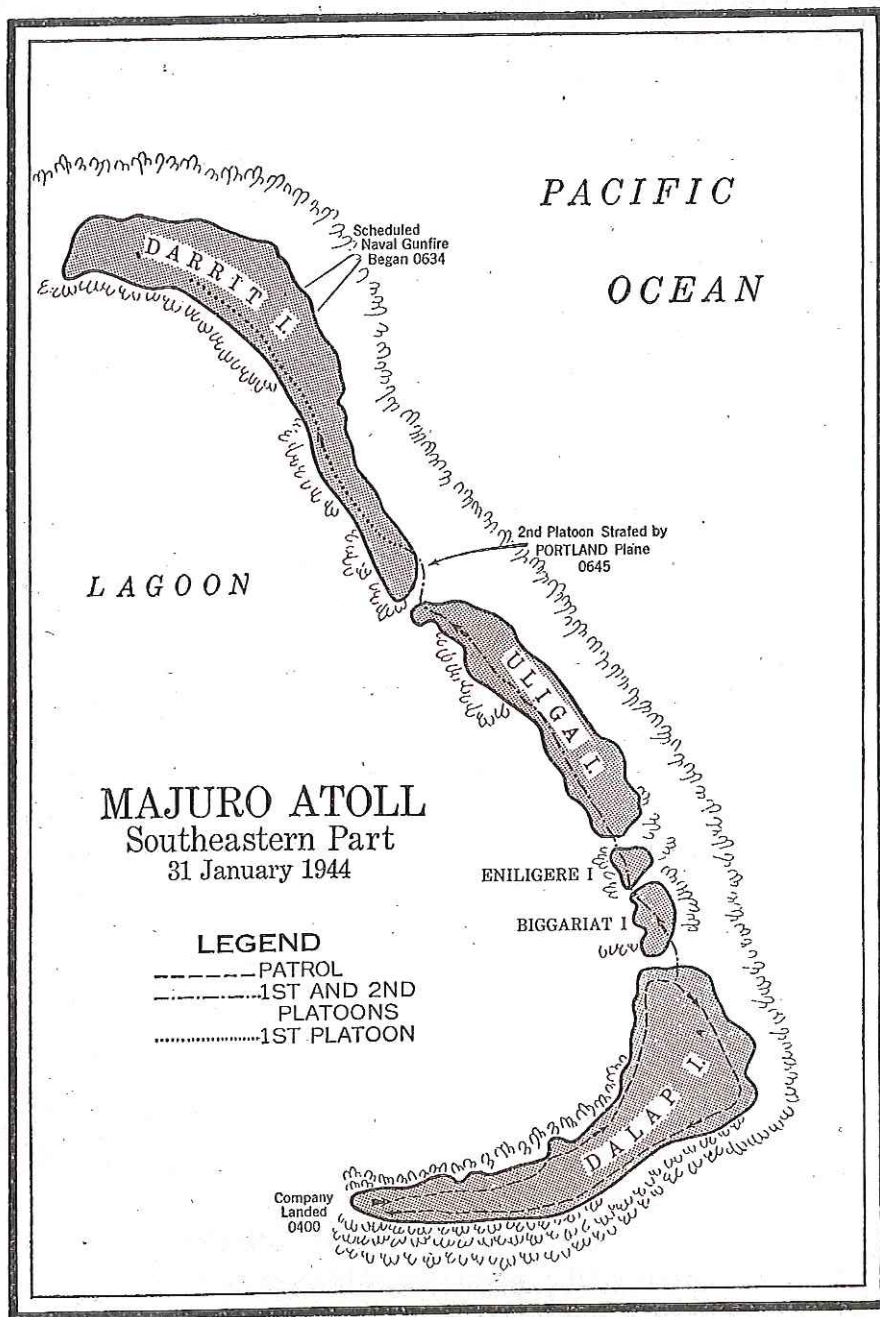 PACIFIC
OCEAN
Scheduled
Naval Gunfire
Began 0634
DARRIT I.
2nd Platoon Strafed by
PORTLAND Plane
0645
LAGOON
ULIGA I.
MAJURO ATOLL
Southeastern Part
31 January 1944
ENILIGERE I
BIGGARIAT I
LEGEND
PATROL
1ST AND 2ND
PLATOONS
1ST PLATOON
DALAP I.
Company
Landed
0400